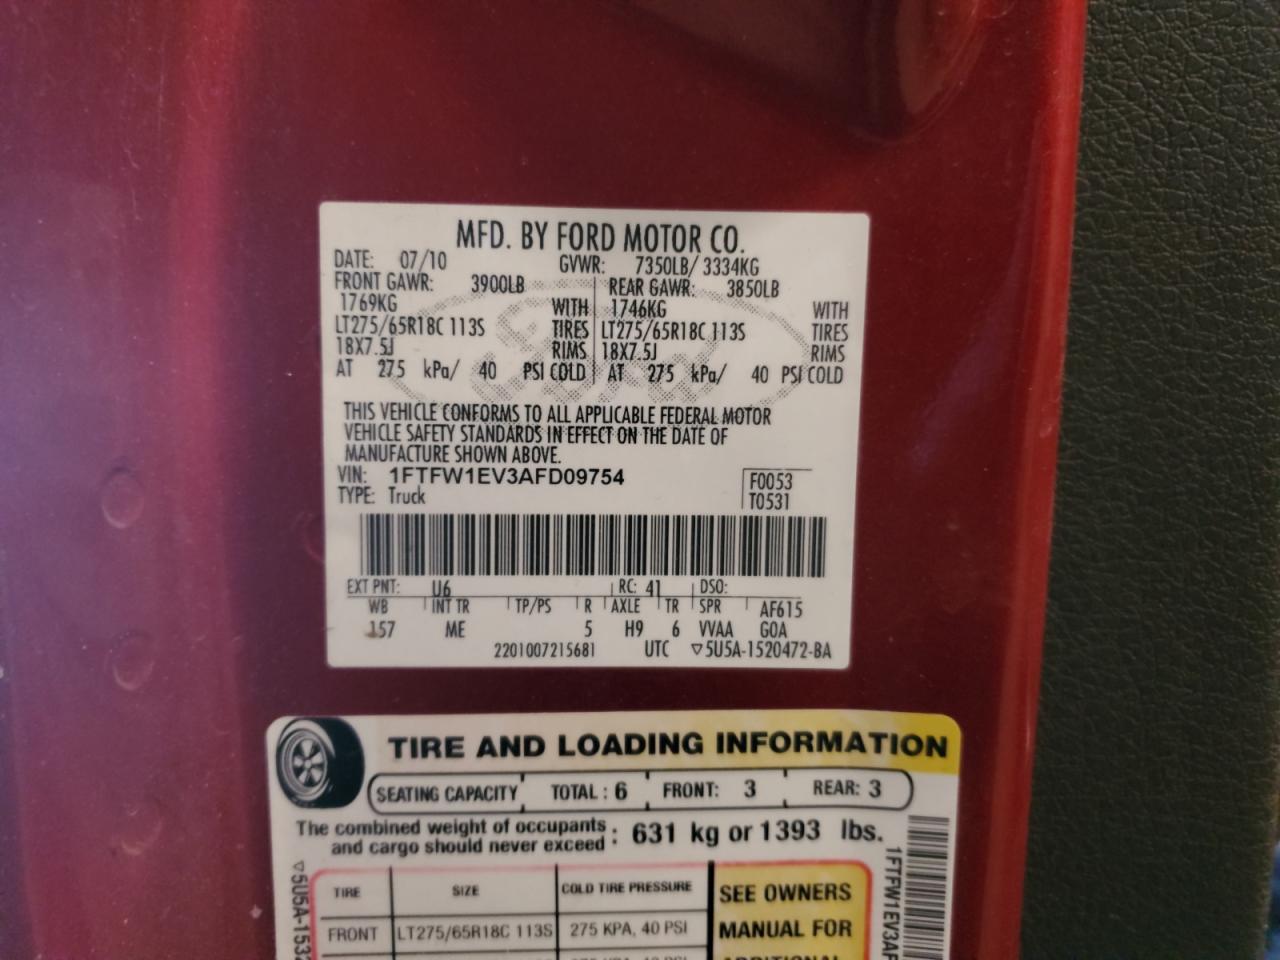 MFD. BY FORD MOTOR CO.
DATE: 07/10 GVWR: 7350LB/ 3334KG
FRONT GAWR: 3900LB REAR GAWR: 3850LB
1769KG WITH 1746KG WITH
LT275/65R18C 113S TIRES LT275/65R18C 113S TIRES
18X7.5J RIMS 18X7.5J RIMS
AT 275 kPa/ 40 PSI COLD AT 275 kPa/ 40 PSI COLD
THIS VEHICLE CONFORMS TO ALL APPLICABLE FEDERAL MOTOR
VEHICLE SAFETY STANDARDS IN EFFECT ON THE DATE OF
MANUFACTURE SHOWN ABOVE.
VIN: 1FTFW1EV3AFD09754 F0053
TYPE: Truck T0531
EXT PNT: U6 RC: 41 DSO:
WB INT TR TP/PS R AXLE TR SPR AF615
157 ME 5 H9 6 VVAA GOA
2201007215681 UTC ▽5U5A-1520472-BA
TIRE AND LOADING INFORMATION
SEATING CAPACITY TOTAL : 6 FRONT: 3 REAR: 3
The combined weight of occupants
and cargo should never exceed : 631 kg or 1393 lbs.
TIRE SIZE COLD TIRE PRESSURE SEE OWNERS
FRONT LT275/65R18C 113S 275 KPA, 40 PSI MANUAL FOR
ADDITIONAL
▽5U5A-1532
1FTFW1EV3AF